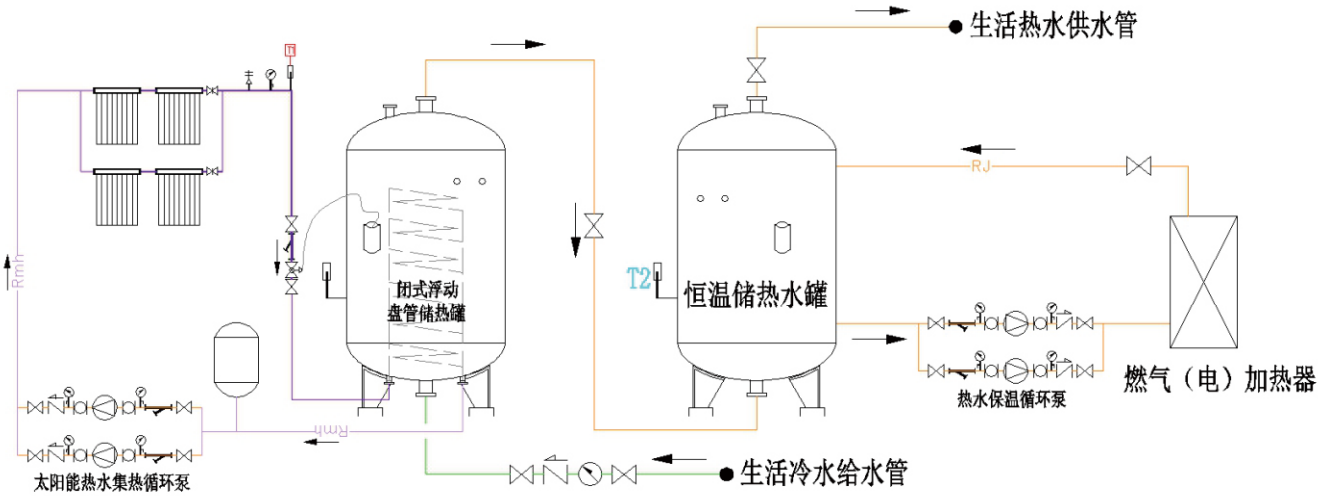 生活热水供水管
T1
RJ
Rmh
闭式浮动
盘管储热罐
T2
恒温储热水罐
燃气（电）加热器
热水保温循环泵
Rmh
太阳能热水集热循环泵
生活冷水给水管